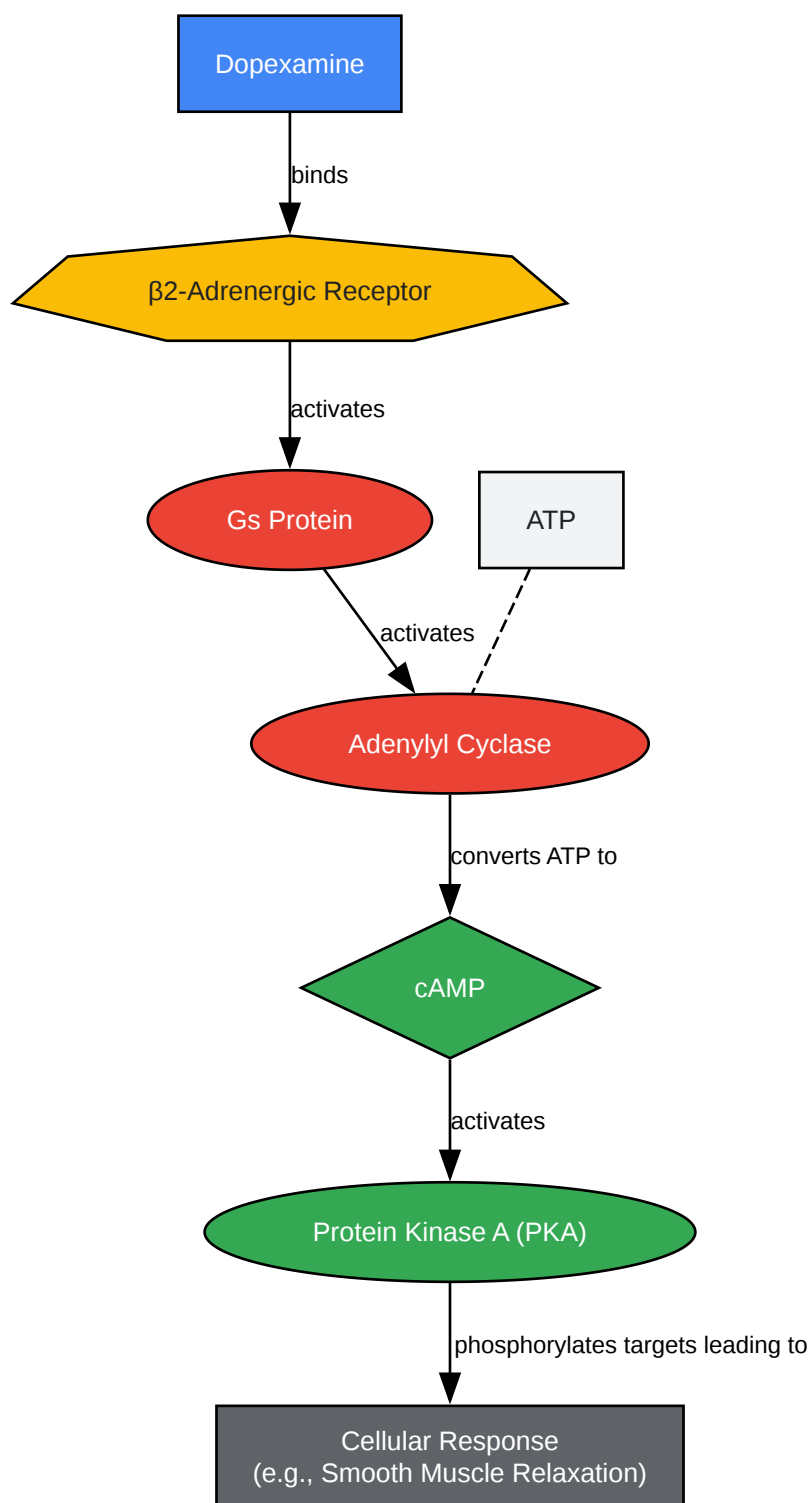 Dopexamine
binds
β2-Adrenergic Receptor
activates
Gs Protein
ATP
activates
Adenylyl Cyclase
converts ATP to
cAMP
activates
Protein Kinase A (PKA)
phosphorylates targets leading to
Cellular Response
(e.g., Smooth Muscle Relaxation)